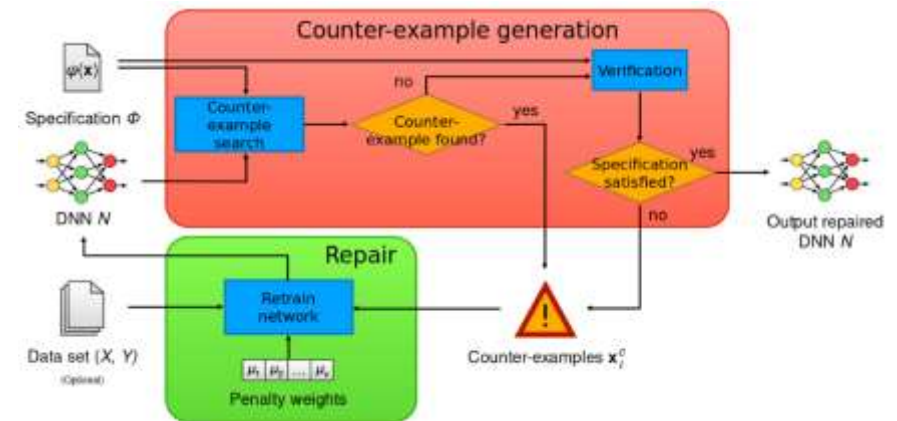 Counter-example generation
φ(x)
Specification Φ
Counter-
example
search
no
Counter-
example found?
yes
Verification
Specification
satisfied?
yes
no
DNN N
Output repaired
DNN N
Repair
Retrain
network
Data set (X, Y)
(Optional)
Counter-examples x_i^c
μ₁ μ₂ ...
Penalty weights